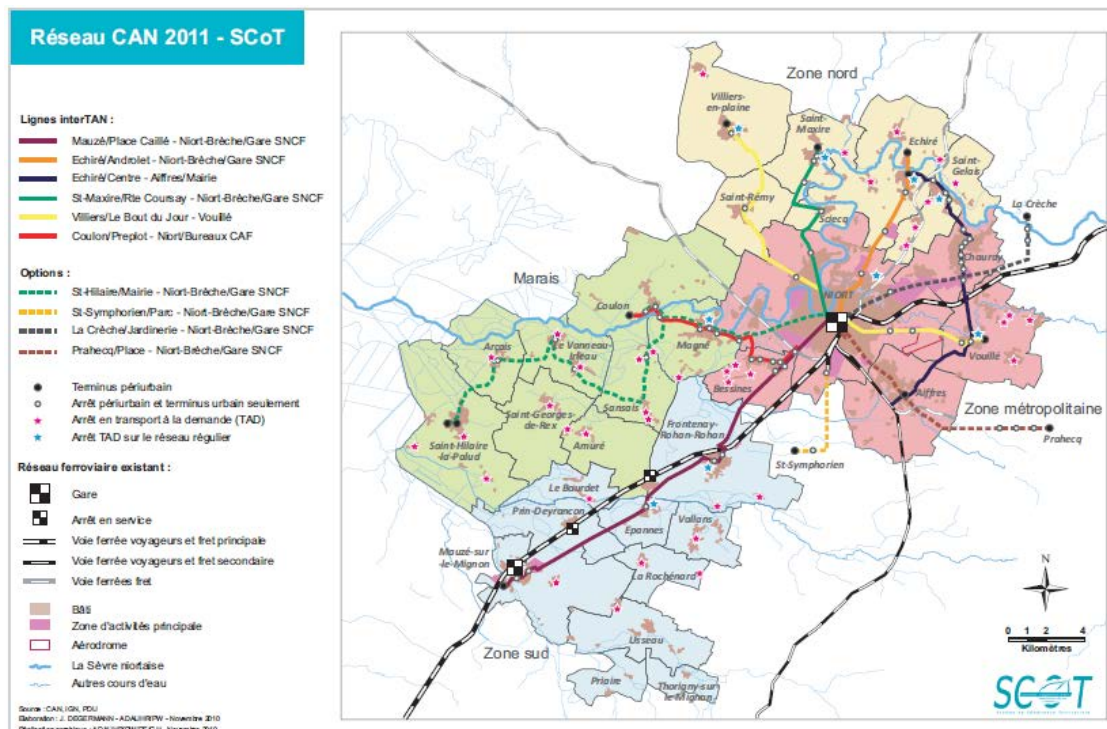 Réseau CAN 2011 - SCoT
Lignes interTAN :
Mauzé/Place Caillé - Niort-Brèche/Gare SNCF
Echiré/Androlet - Niort-Brèche/Gare SNCF
Echiré/Centre - Aiffres/Mairie
St-Maxire/Rte Coursay - Niort-Brèche/Gare SNCF
Villiers/Le Bout du Jour - Vouillé
Coulon/Preplot - Niort/Bureaux CAF
Options :
St-Hilaire/Mairie - Niort-Brèche/Gare SNCF
St-Symphorien/Parc - Niort-Brèche/Gare SNCF
La Crèche/Jardinerie - Niort-Brèche/Gare SNCF
Prahecq/Place - Niort-Brèche/Gare SNCF
Terminus périurbain
Arrêt périurbain et terminus urbain seulement
Arrêt en transport à la demande (TAD)
Arrêt TAD sur le réseau régulier
Réseau ferroviaire existant :
Gare
Arrêt en service
Voie ferrée voyageurs et fret principale
Voie ferrée voyageurs et fret secondaire
Voie ferrées fret
Bâti
Zone d'activités principale
Aérodrome
La Sèvre niortaise
Autres cours d'eau
Source : CAN, IGN, PDU
Elaboration : J. DEGERMANN - - Novembre 2010
Zone nord
Villiers-
en-plaine
Saint-
Maxire
Echiré
Saint-
Gelais
Saint-Rémy
Sciecq
La Crèche
Chauray
Marais
Coulon
NIORT
Magné
Vouillé
Arçais
Le Vanneau-
Irleau
Bessines
Sansais
Aiffres
Saint-Georges-
de-Rex
Frontenay-
Rohan-Rohan
Zone métropolitaine
Saint-Hilaire
-la-Palud
Amuré
Prahecq
St-Symphorien
Le Bourdet
Prin-Deyrançon
Epannes
Vallans
Mauzé-sur
-le-Mignon
La Rochénard
Usseau
Zone sud
Priaire
Thorigny-sur
-le-Mignon
N
0 1 2 4
Kilomètres
SCOT